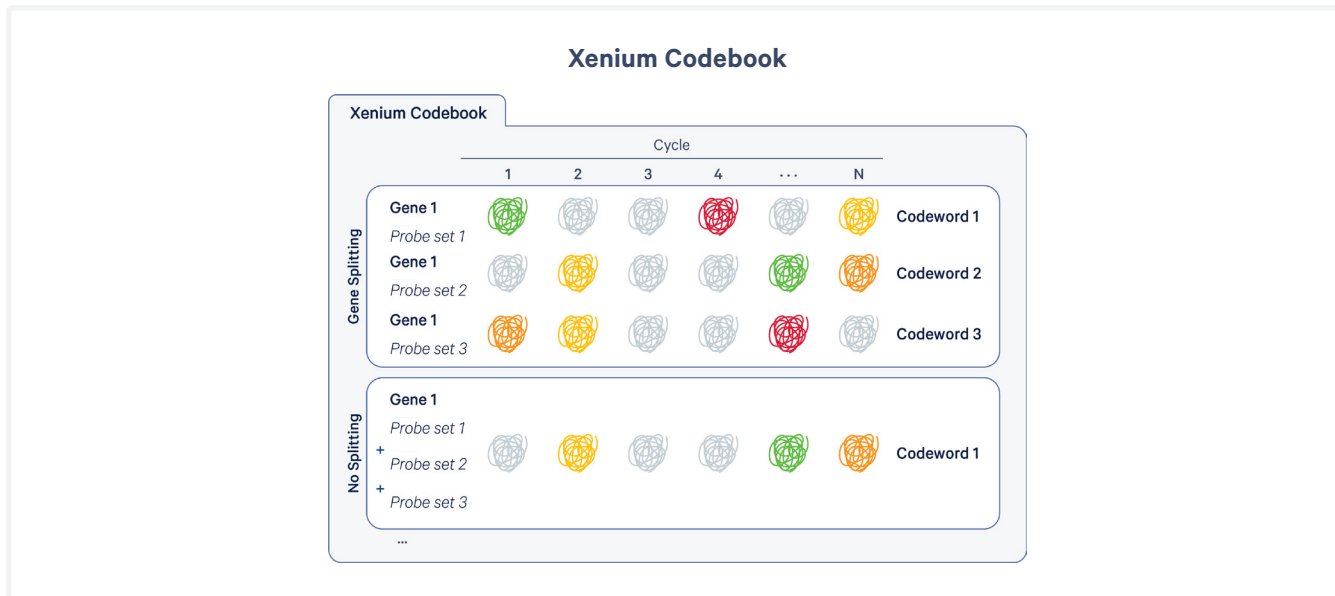 Xenium Codebook
Xenium Codebook
Cycle
1 2 3 4 ... N
Gene Splitting
Gene 1
Probe set 1
Codeword 1
Gene 1
Probe set 2
Codeword 2
Gene 1
Probe set 3
Codeword 3
No Splitting
Gene 1
Probe set 1
+
Probe set 2
+
Probe set 3
Codeword 1
...